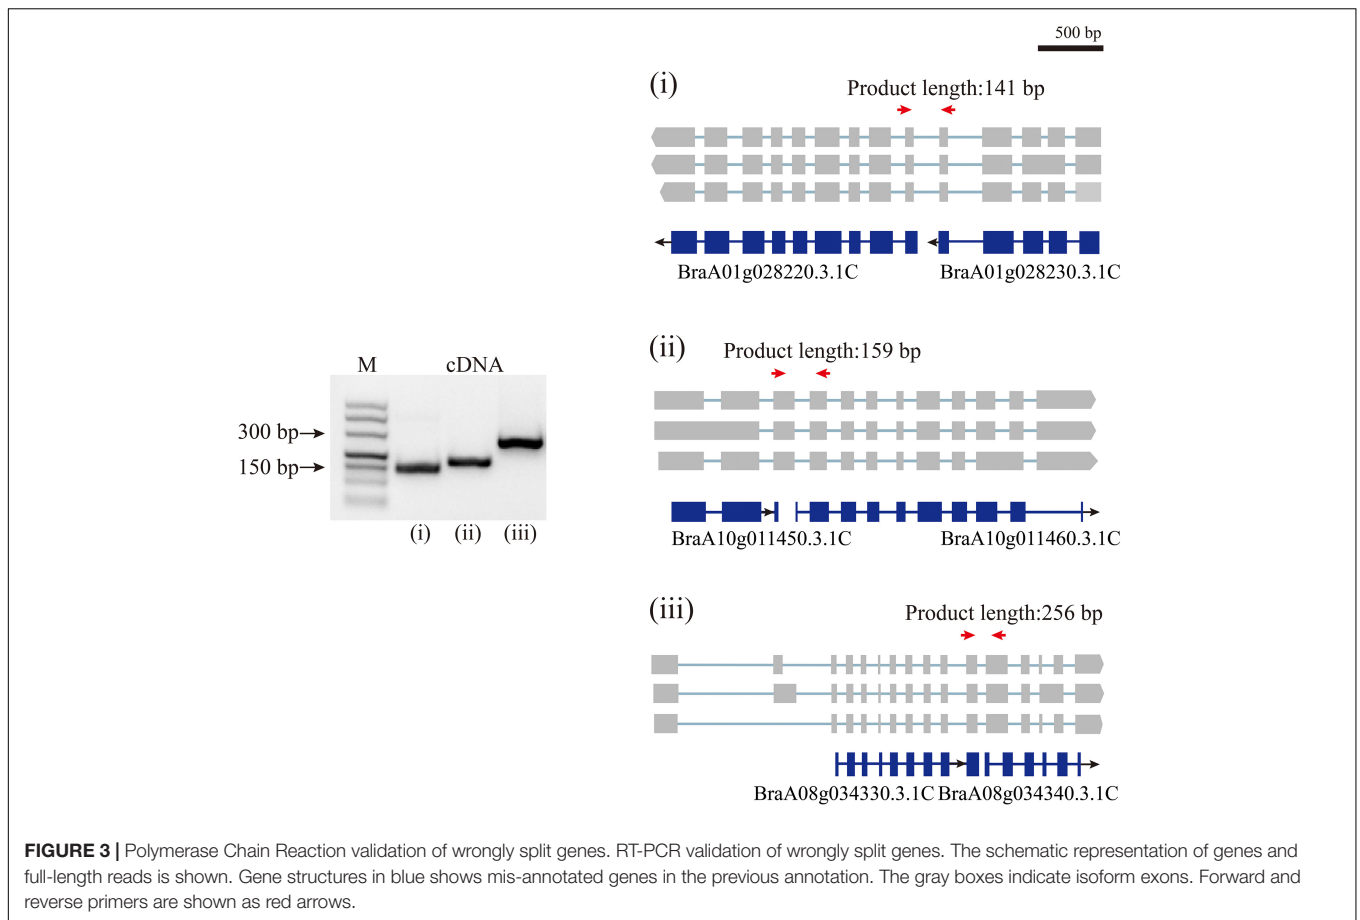 500 bp
(i)
Product length:141 bp
BraA01g028220.3.1C
BraA01g028230.3.1C
(ii)
Product length:159 bp
M
cDNA
300 bp
150 bp
(i)
(ii)
(iii)
BraA10g011450.3.1C
BraA10g011460.3.1C
(iii)
Product length:256 bp
BraA08g034330.3.1C
BraA08g034340.3.1C
FIGURE 3 | Polymerase Chain Reaction validation of wrongly split genes. RT-PCR validation of wrongly split genes. The schematic representation of genes and
full-length reads is shown. Gene structures in blue shows mis-annotated genes in the previous annotation. The gray boxes indicate isoform exons. Forward and
reverse primers are shown as red arrows.